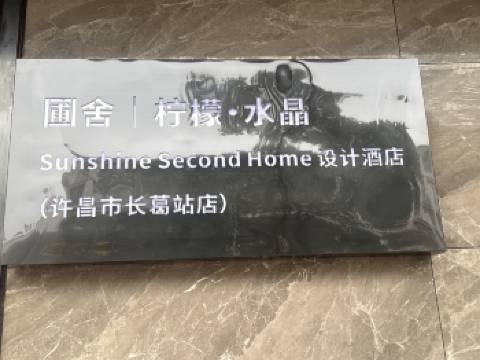 圃舍｜柠檬·水晶
Sunshine Second Home 设计酒店
(许昌市长葛站店)